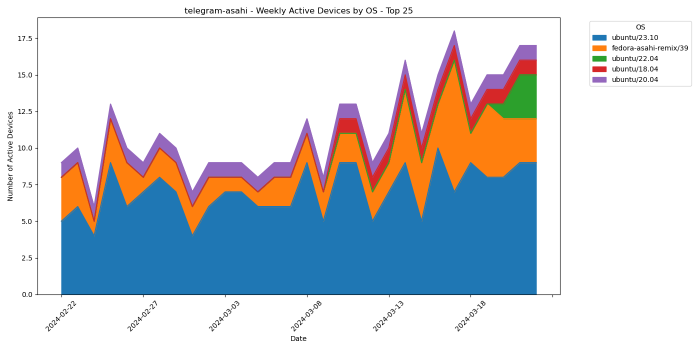 telegram-asahi - Weekly Active Devices by OS - Top 25
OS
ubuntu/23.10
fedora-asahi-remix/39
ubuntu/22.04
ubuntu/18.04
ubuntu/20.04
Number of Active Devices
17.5
15.0
12.5
10.0
7.5
5.0
2.5
0.0
2024-02-22
2024-02-27
2024-03-03
2024-03-08
2024-03-13
2024-03-18
Date